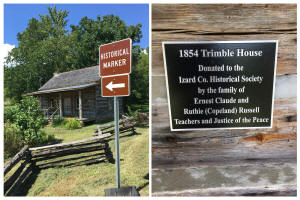 HISTORICAL
MARKER
1854 Trimble House
Donated to the
Izard Co. Historical Society
by the family of
Ernest Claude and
Ruthie (Copeland) Russell
Teachers and Justice of the Peace